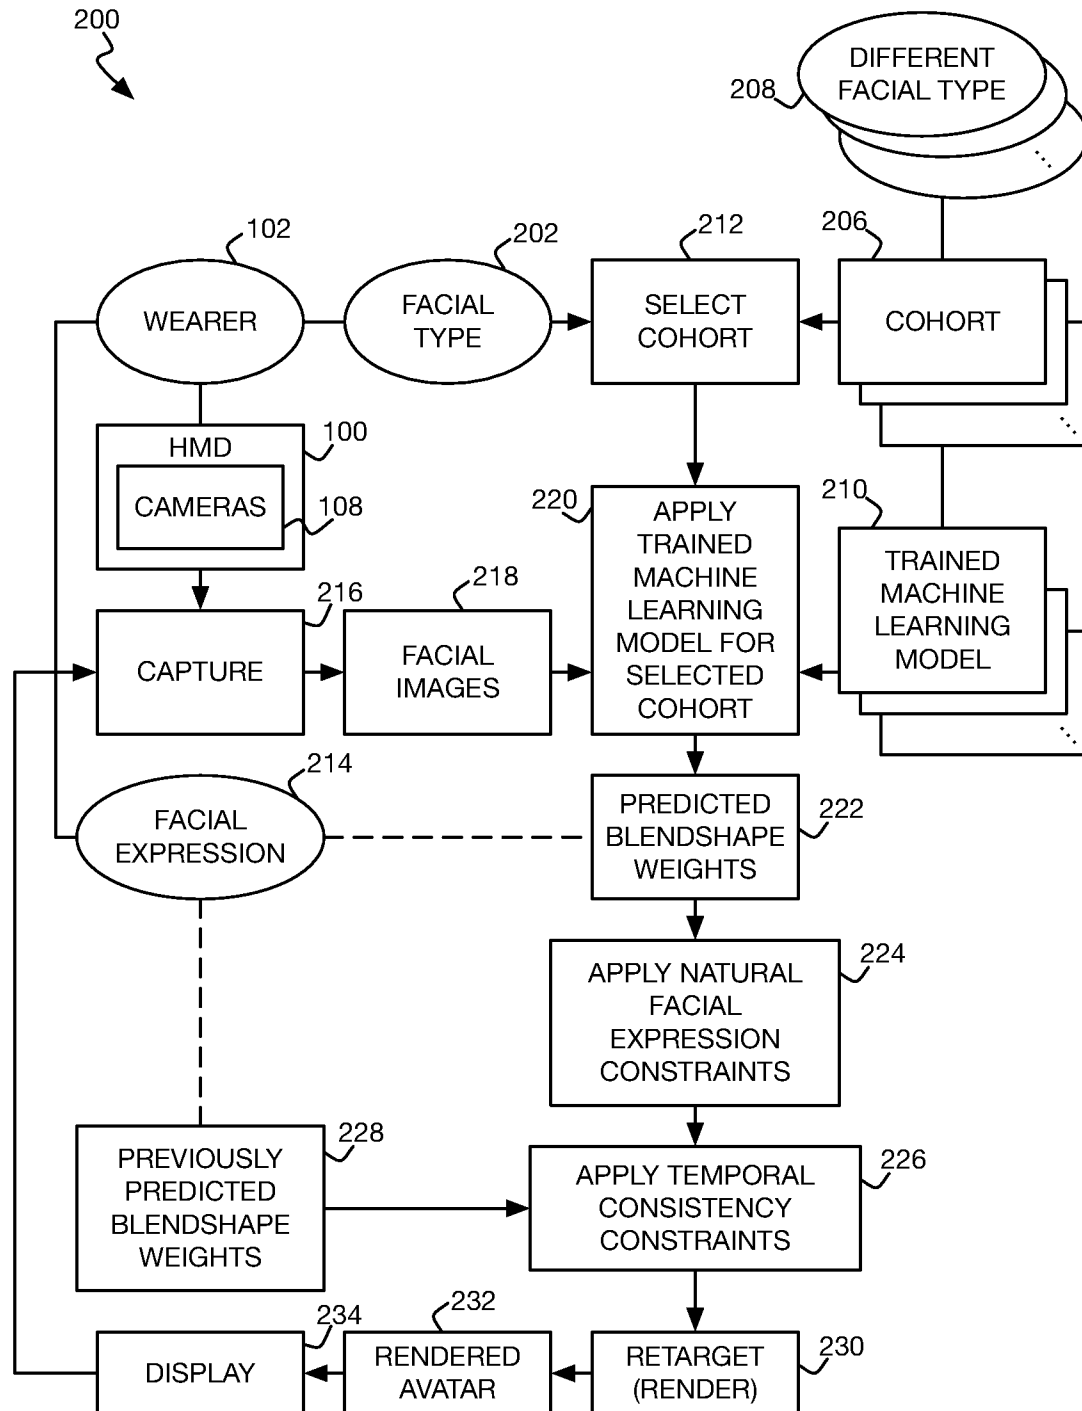 200
DIFFERENT
FACIAL TYPE
208
102
202
212
206
WEARER
FACIAL
TYPE
SELECT
COHORT
COHORT
HMD
100
CAMERAS
108
220
APPLY
TRAINED
MACHINE
LEARNING
MODEL FOR
SELECTED
COHORT
210
TRAINED
MACHINE
LEARNING
MODEL
216
218
CAPTURE
FACIAL
IMAGES
214
FACIAL
EXPRESSION
PREDICTED
BLENDSHAPE
WEIGHTS
222
APPLY NATURAL
FACIAL
EXPRESSION
CONSTRAINTS
224
228
PREVIOUSLY
PREDICTED
BLENDSHAPE
WEIGHTS
APPLY TEMPORAL
CONSISTENCY
CONSTRAINTS
226
234
232
DISPLAY
RENDERED
AVATAR
RETARGET
(RENDER)
230